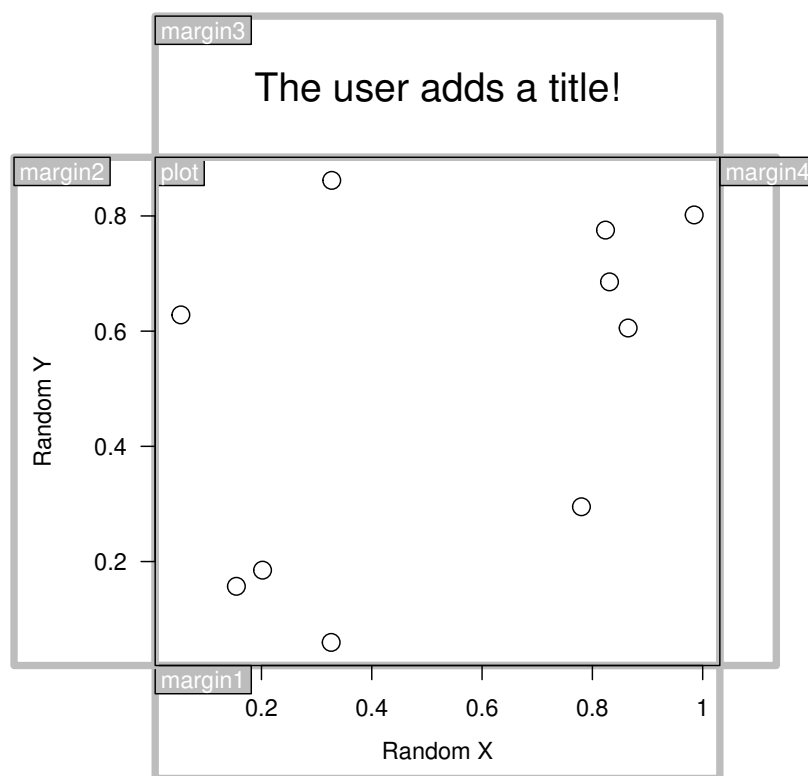 margin3
The user adds a title!
margin2
plot
margin4
0.8
0.6
0.4
0.2
Random Y
margin1
0.2 0.4 0.6 0.8 1
Random X